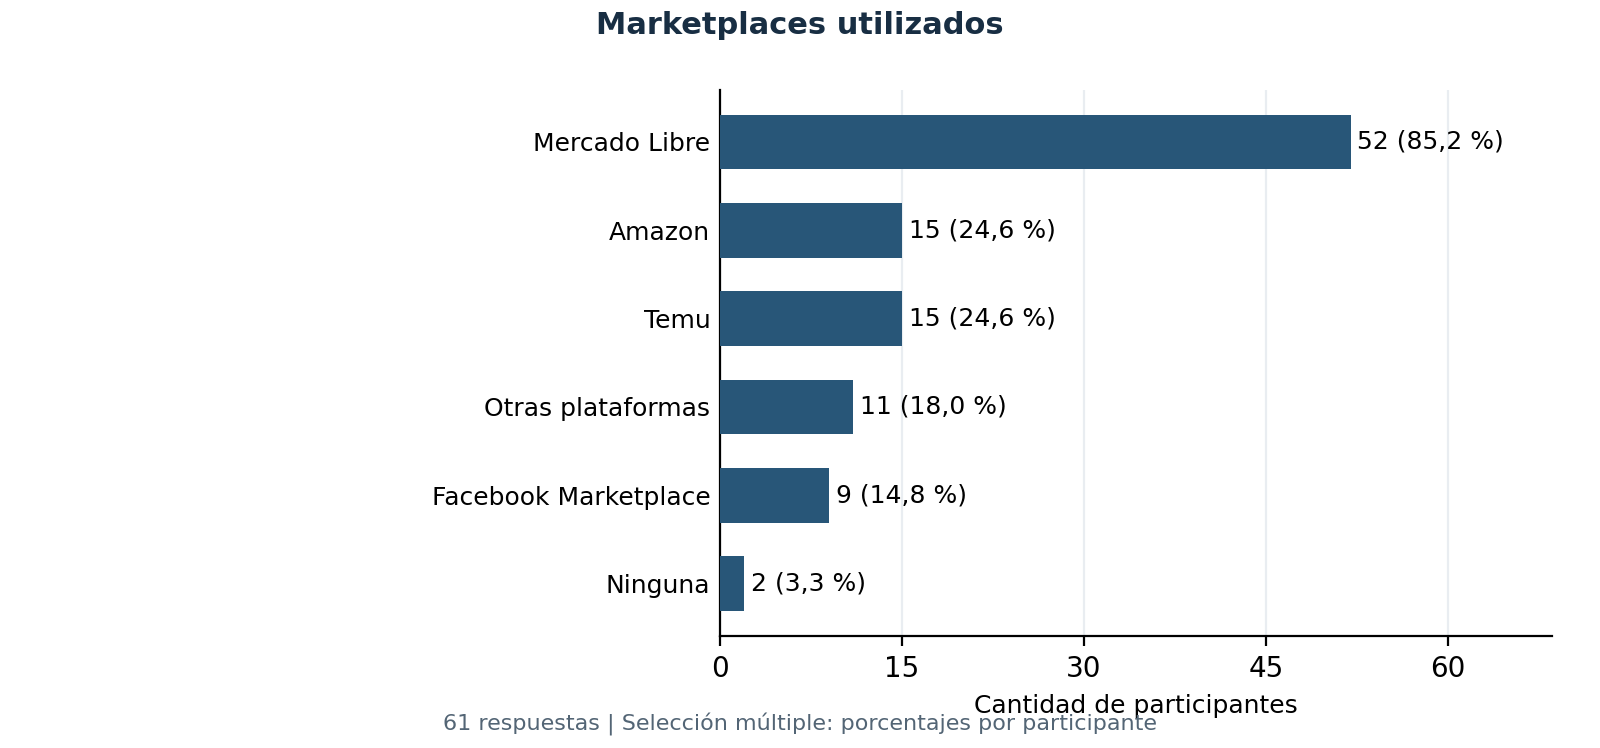 Marketplaces utilizados
Mercado Libre 52 (85,2 %)
Amazon 15 (24,6 %)
Temu 15 (24,6 %)
Otras plataformas 11 (18,0 %)
Facebook Marketplace 9 (14,8 %)
Ninguna 2 (3,3 %)
0 15 30 45 60
Cantidad de participantes
61 respuestas | Selección múltiple: porcentajes por participante